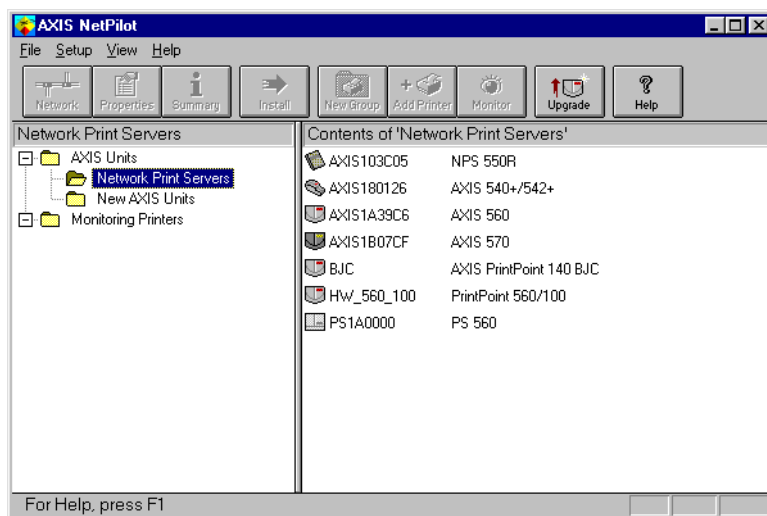 AXIS NetPilot
File Setup View Help
Network Properties Summary Install New Group Add Printer Monitor Upgrade Help
Network Print Servers Contents of 'Network Print Servers'
AXIS Units AXIS103C05 NPS 550R
Network Print Servers AXIS180126 AXIS 540+/542+
New AXIS Units AXIS1A39C6 AXIS 560
Monitoring Printers AXIS1B07CF AXIS 570
BJC AXIS PrintPoint 140 BJC
HW_560_100 PrintPoint 560/100
PS1A0000 PS 560
For Help, press F1